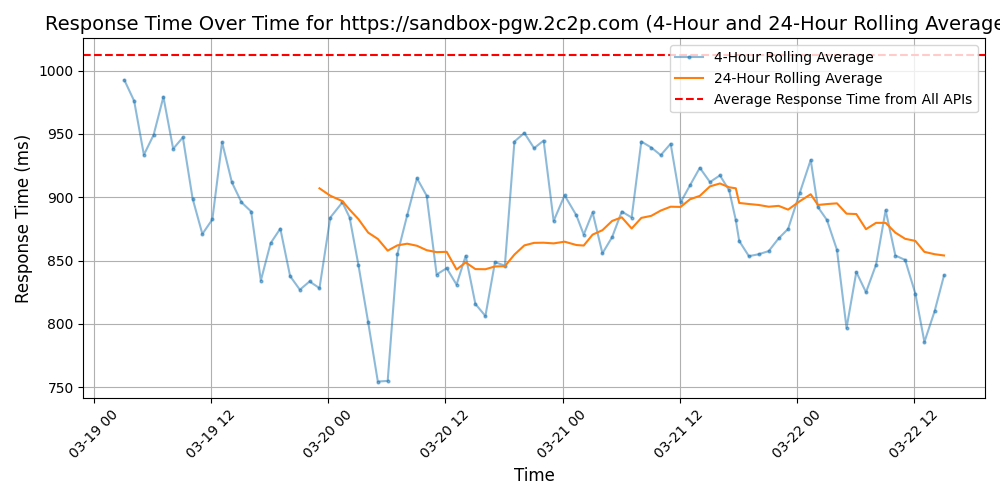 Response Time Over Time for https://sandbox-pgw.2c2p.com (4-Hour and 24-Hour Rolling Average
4-Hour Rolling Average
24-Hour Rolling Average
Average Response Time from All APIs
Response Time (ms)
1000
950
900
850
800
750
03-19 00
03-19 12
03-20 00
03-20 12
03-21 00
03-21 12
03-22 00
03-22 12
Time